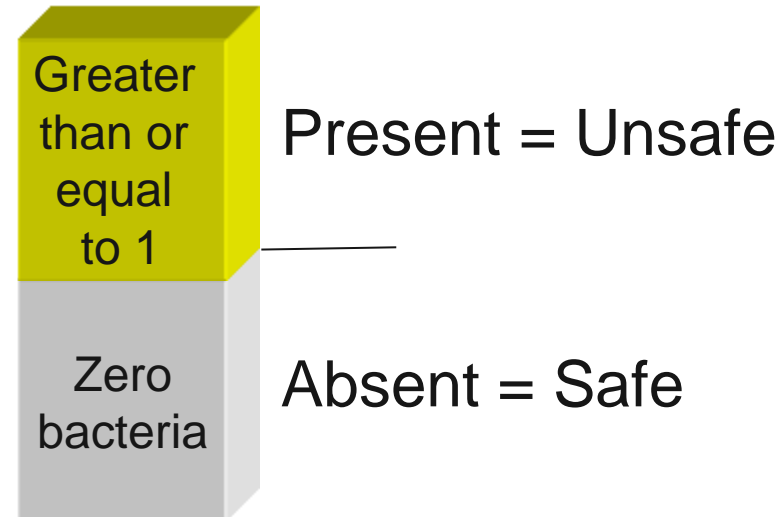 Greater
than or
equal
to 1
Present = Unsafe
Zero
bacteria
Absent = Safe